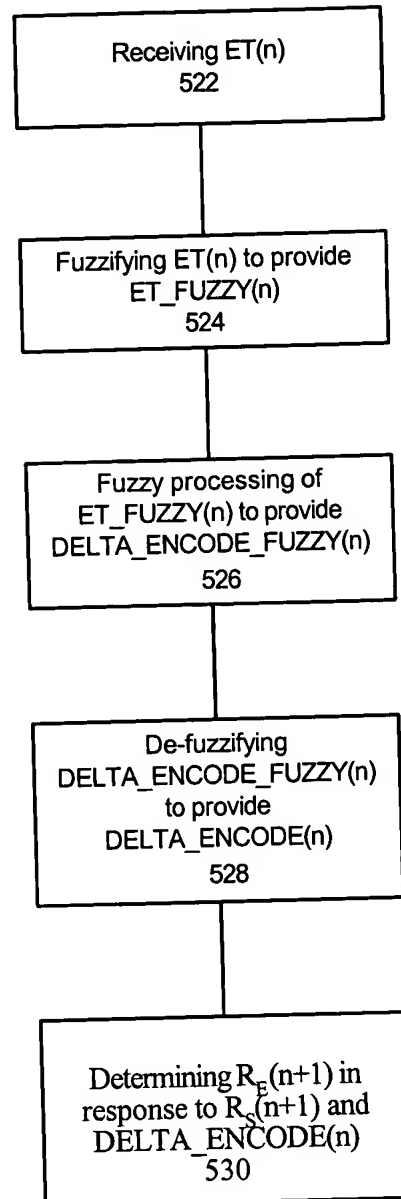 Receiving ET(n)
522
Fuzzifying ET(n) to provide
ET_FUZZY(n)
524
Fuzzy processing of
ET_FUZZY(n) to provide
DELTA_ENCODE_FUZZY(n)
526
De-fuzzifying
DELTA_ENCODE_FUZZY(n)
to provide
DELTA_ENCODE(n)
528
Determining R_E(n+1) in
response to R_S(n+1) and
DELTA_ENCODE(n)
530